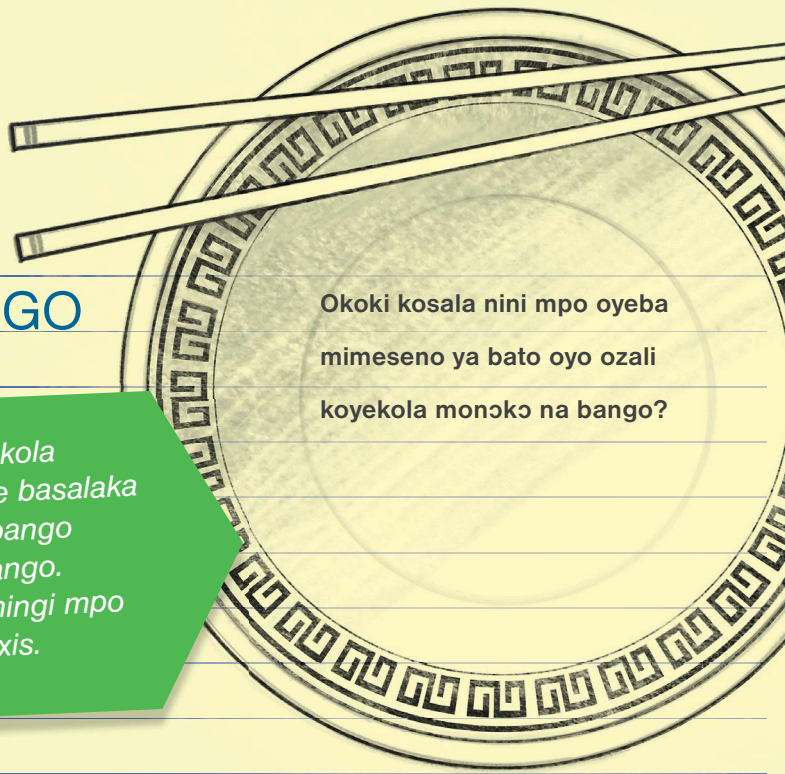 GO
Okoki kosala nini mpo oyeba
mimeseno ya bato oyo ozali
koyekola monɔkɔ na bango?
kola
e basalaka
bango
ango.
mingi mpo
xis.